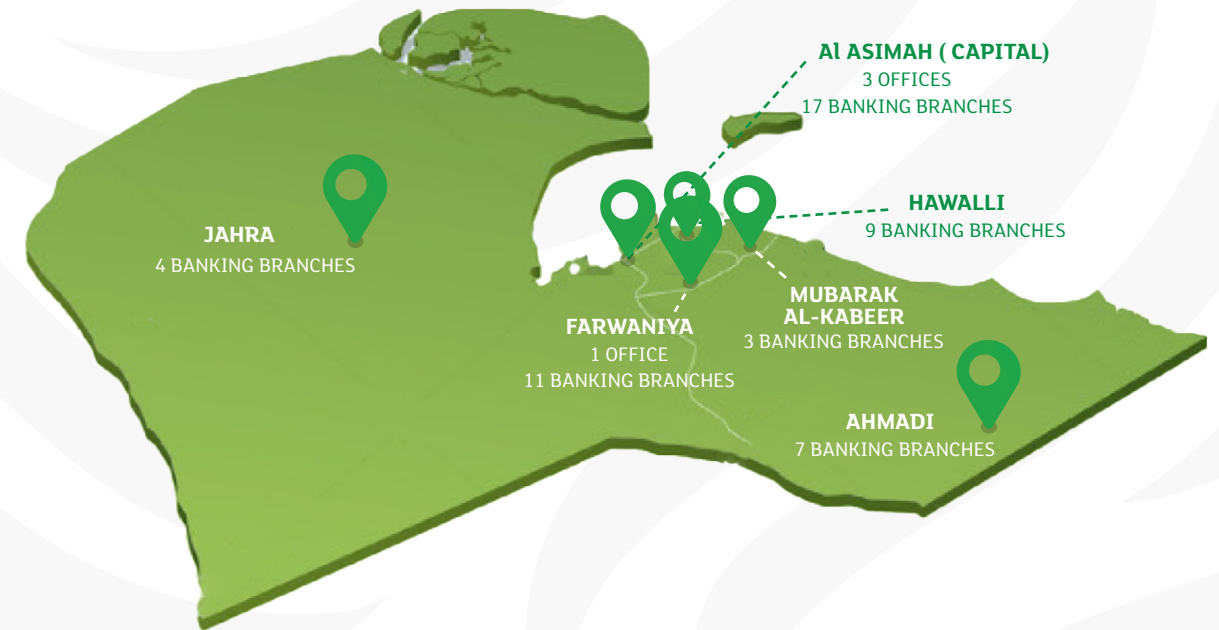 Al ASIMAH ( CAPITAL)
3 OFFICES
17 BANKING BRANCHES
HAWALLI
9 BANKING BRANCHES
JAHRA
4 BANKING BRANCHES
MUBARAK
AL-KABEER
3 BANKING BRANCHES
FARWANIYA
1 OFFICE
11 BANKING BRANCHES
AHMADI
7 BANKING BRANCHES